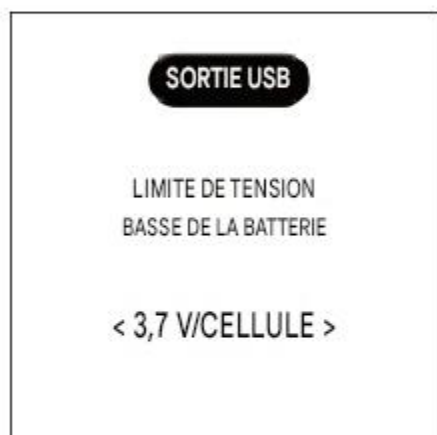 SORTIE USB
LIMITE DE TENSION
BASSE DE LA BATTERIE
< 3,7 V/CELLULE >